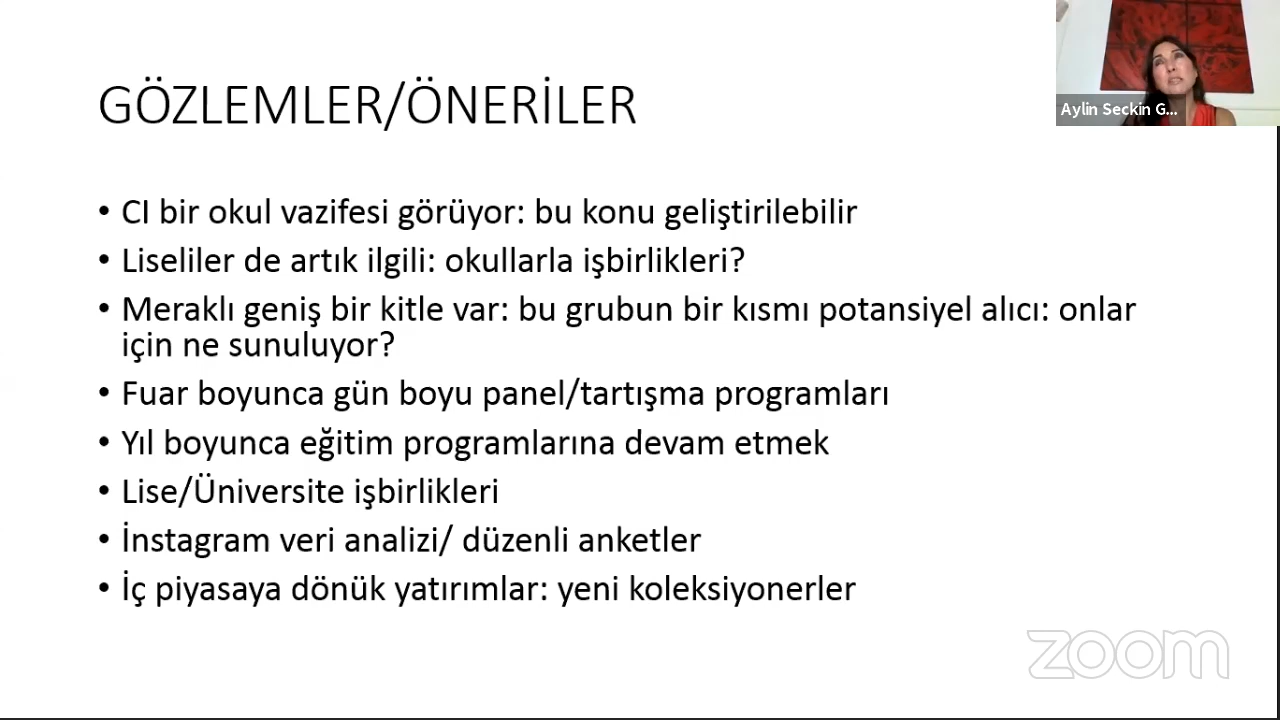 GÖZLEMLER/ÖNERİLER
Aylin Seckin G...
• CI bir okul vazifesi görüyor: bu konu geliştirilebilir
• Liseliler de artık ilgili: okullarla işbirlikleri?
• Meraklı geniş bir kitle var: bu grubun bir kısmı potansiyel alıcı: onlar
için ne sunuluyor?
• Fuar boyunca gün boyu panel/tartışma programları
• Yıl boyunca eğitim programlarına devam etmek
• Lise/Üniversite işbirlikleri
• İnstagram veri analizi/ düzenli anketler
• İç piyasaya dönük yatırımlar: yeni koleksiyonerler
zoom